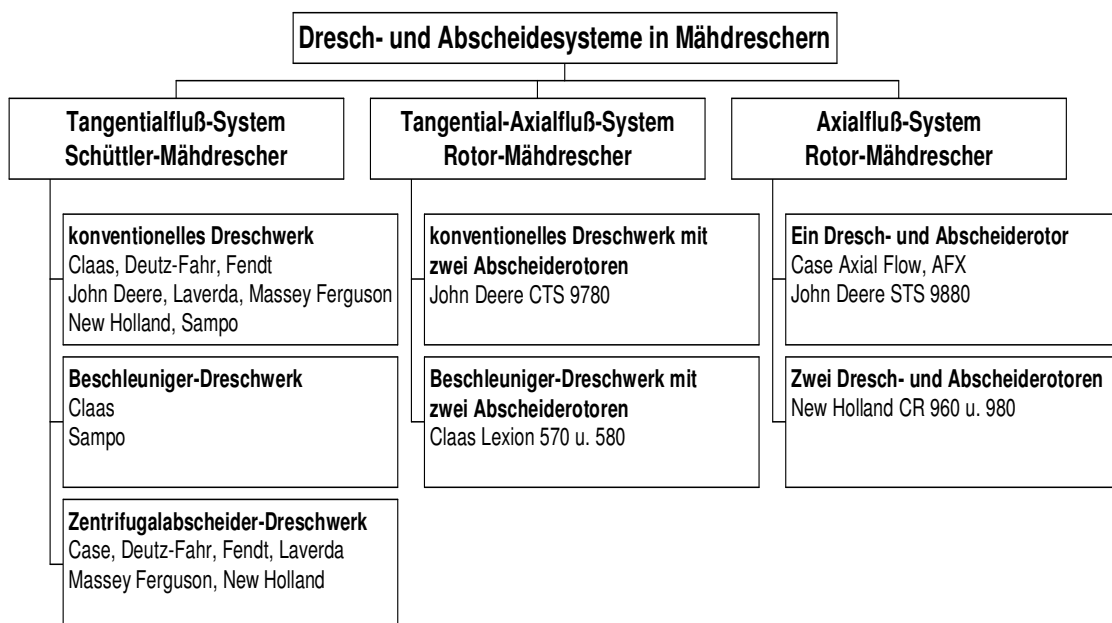 Dresch- und Abscheidesysteme in Mähdreschern
Tangentialfluß-System
Schüttler-Mähdrescher
konventionelles Dreschwerk
Claas, Deutz-Fahr, Fendt
John Deere, Laverda, Massey Ferguson
New Holland, Sampo
Beschleuniger-Dreschwerk
Claas
Sampo
Zentrifugalabscheider-Dreschwerk
Case, Deutz-Fahr, Fendt, Laverda
Massey Ferguson, New Holland
Tangential-Axialfluß-System
Rotor-Mähdrescher
konventionelles Dreschwerk mit
zwei Abscheiderotoren
John Deere CTS 9780
Beschleuniger-Dreschwerk mit
zwei Abscheiderotoren
Claas Lexion 570 u. 580
Axialfluß-System
Rotor-Mähdrescher
Ein Dresch- und Abscheiderotor
Case Axial Flow, AFX
John Deere STS 9880
Zwei Dresch- und Abscheiderotoren
New Holland CR 960 u. 980